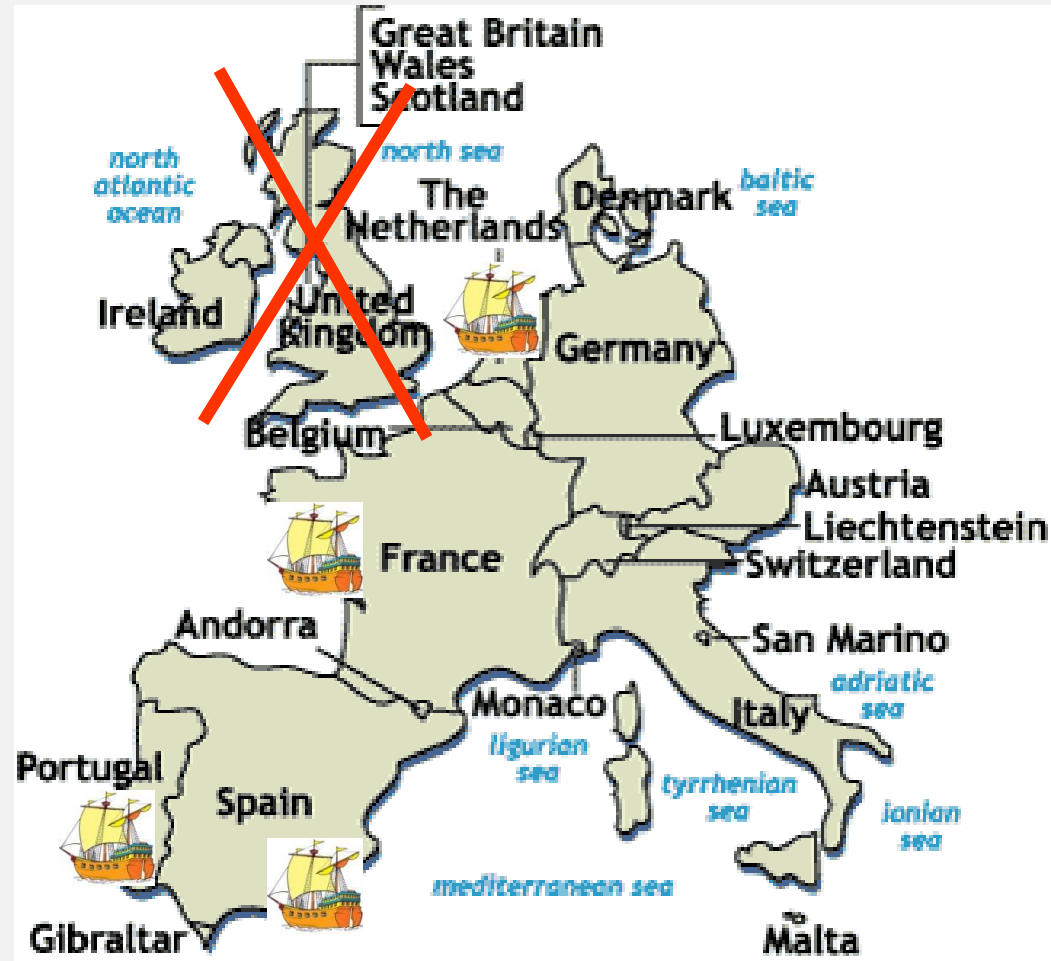 Great Britain
Wales
Scotland
north sea
north
atlantic
ocean
The
Netherlands
Denmark
baltic
sea
Ireland
United
Kingdom
Germany
Belgium
Luxembourg
Austria
Liechtenstein
Switzerland
France
Andorra
San Marino
Monaco
adriatic
sea
Italy
ligurian
sea
Portugal
Spain
tyrrhenian
sea
ionian
sea
mediterranean sea
Gibraltar
Malta